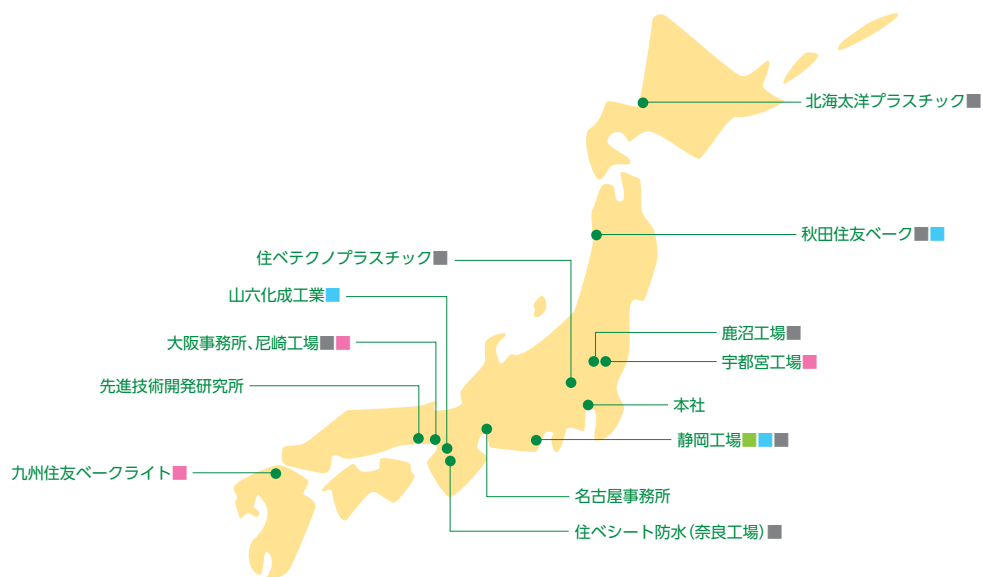 北海太洋プラスチック
秋田住友ベーク
住べテクノプラスチック
山六化成工業
大阪事務所、尼崎工場
先進技術開発研究所
九州住友ベークライト
鹿沼工場
宇都宮工場
本社
静岡工場
名古屋事務所
住べシート防水(奈良工場)